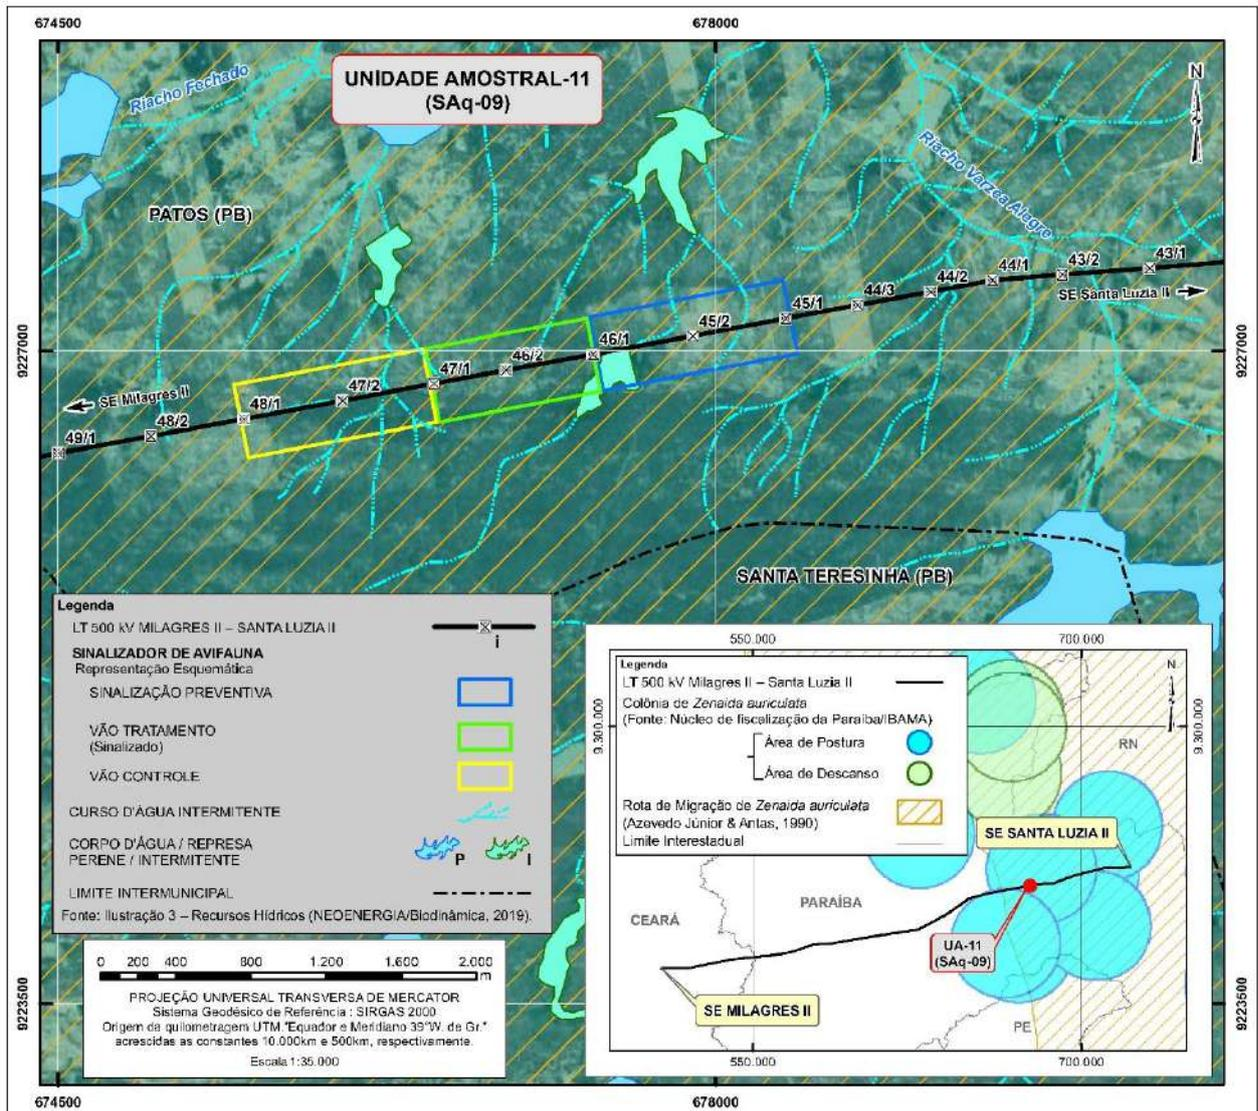 674500
678000
UNIDADE AMOSTRAL-11
(SAq-09)
N
Riacho Fechado
Riacho Varzea Alegre
PATOS (PB)
43/1
43/2
44/1
44/2
44/3
45/1
45/2
46/1
46/2
47/1
47/2
48/1
48/2
49/1
SE Santa Luzia II
SE Milagres II
9227000
9227000
SANTA TERESINHA (PB)
Legenda
LT 500 kV MILAGRES II – SANTA LUZIA II
i
SINALIZADOR DE AVIFAUNA
Representação Esquemática
SINALIZAÇÃO PREVENTIVA
VÃO TRATAMENTO
(Sinalizado)
VÃO CONTROLE
CURSO D'ÁGUA INTERMITENTE
CORPO D'ÁGUA / REPRESA
PERENE / INTERMITENTE
P
I
LIMITE INTERMUNICIPAL
Fonte: Ilustração 3 – Recursos Hídricos (NEOENERGIA/Biodinâmica, 2019).
0 200 400 800 1.200 1.600 2.000
m
PROJEÇÃO UNIVERSAL TRANSVERSA DE MERCATOR
Sistema Geodésico de Referência : SIRGAS 2000
Origem da quilometragem UTM."Equador e Meridiano 39°W. de Gr."
acrescidas as constantes 10.000km e 500km, respectivamente.
Escala 1:35.000
550.000
700.000
Legenda
LT 500 kV Milagres II – Santa Luzia II
Colônia de Zenaida auriculata
(Fonte: Núcleo de fiscalização da Paraíba/IBAMA)
Área de Postura
Área de Descanso
Rota de Migração de Zenaida auriculata
(Azevedo Júnior & Antas, 1990)
Limite Interestadual
N
9.300.000
9.300.000
RN
SE SANTA LUZIA II
PARAÍBA
CEARÁ
UA-11
(SAq-09)
SE MILAGRES II
PE
550.000
700.000
9223500
9223500
674500
678000